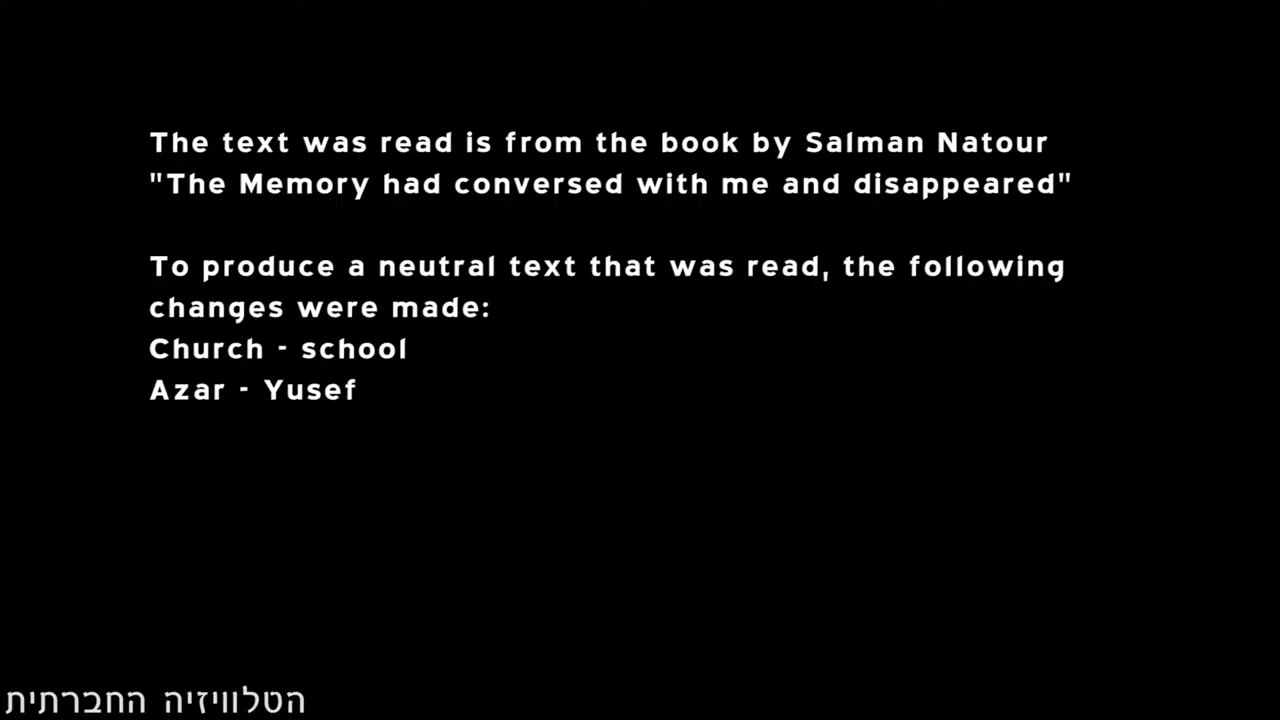 The text was read is from the book by Salman Natour
"The Memory had conversed with me and disappeared"
To produce a neutral text that was read, the following
changes were made:
Church - school
Azar - Yusef
הטלוויזיה החברתית